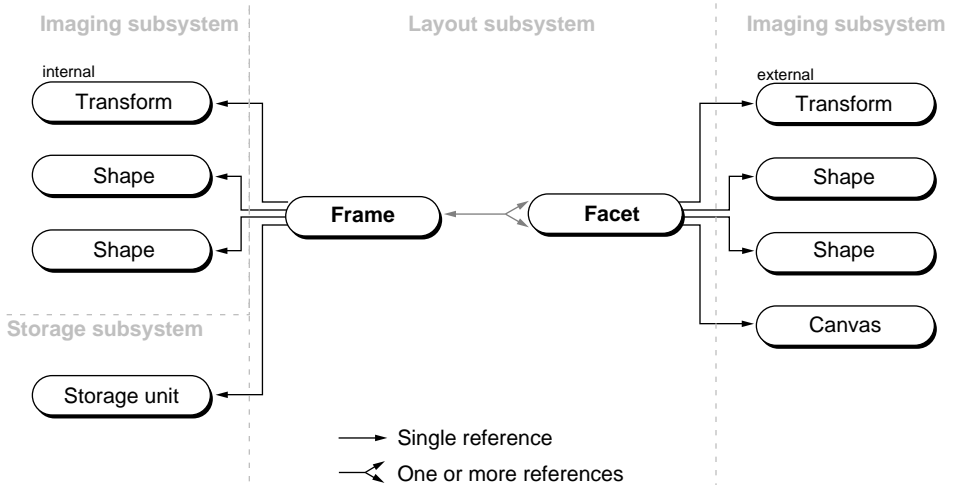 Imaging subsystem
Layout subsystem
Imaging subsystem
internal
Transform
Shape
Shape
Storage subsystem
Storage unit
Frame
Facet
external
Transform
Shape
Shape
Canvas
Single reference
One or more references